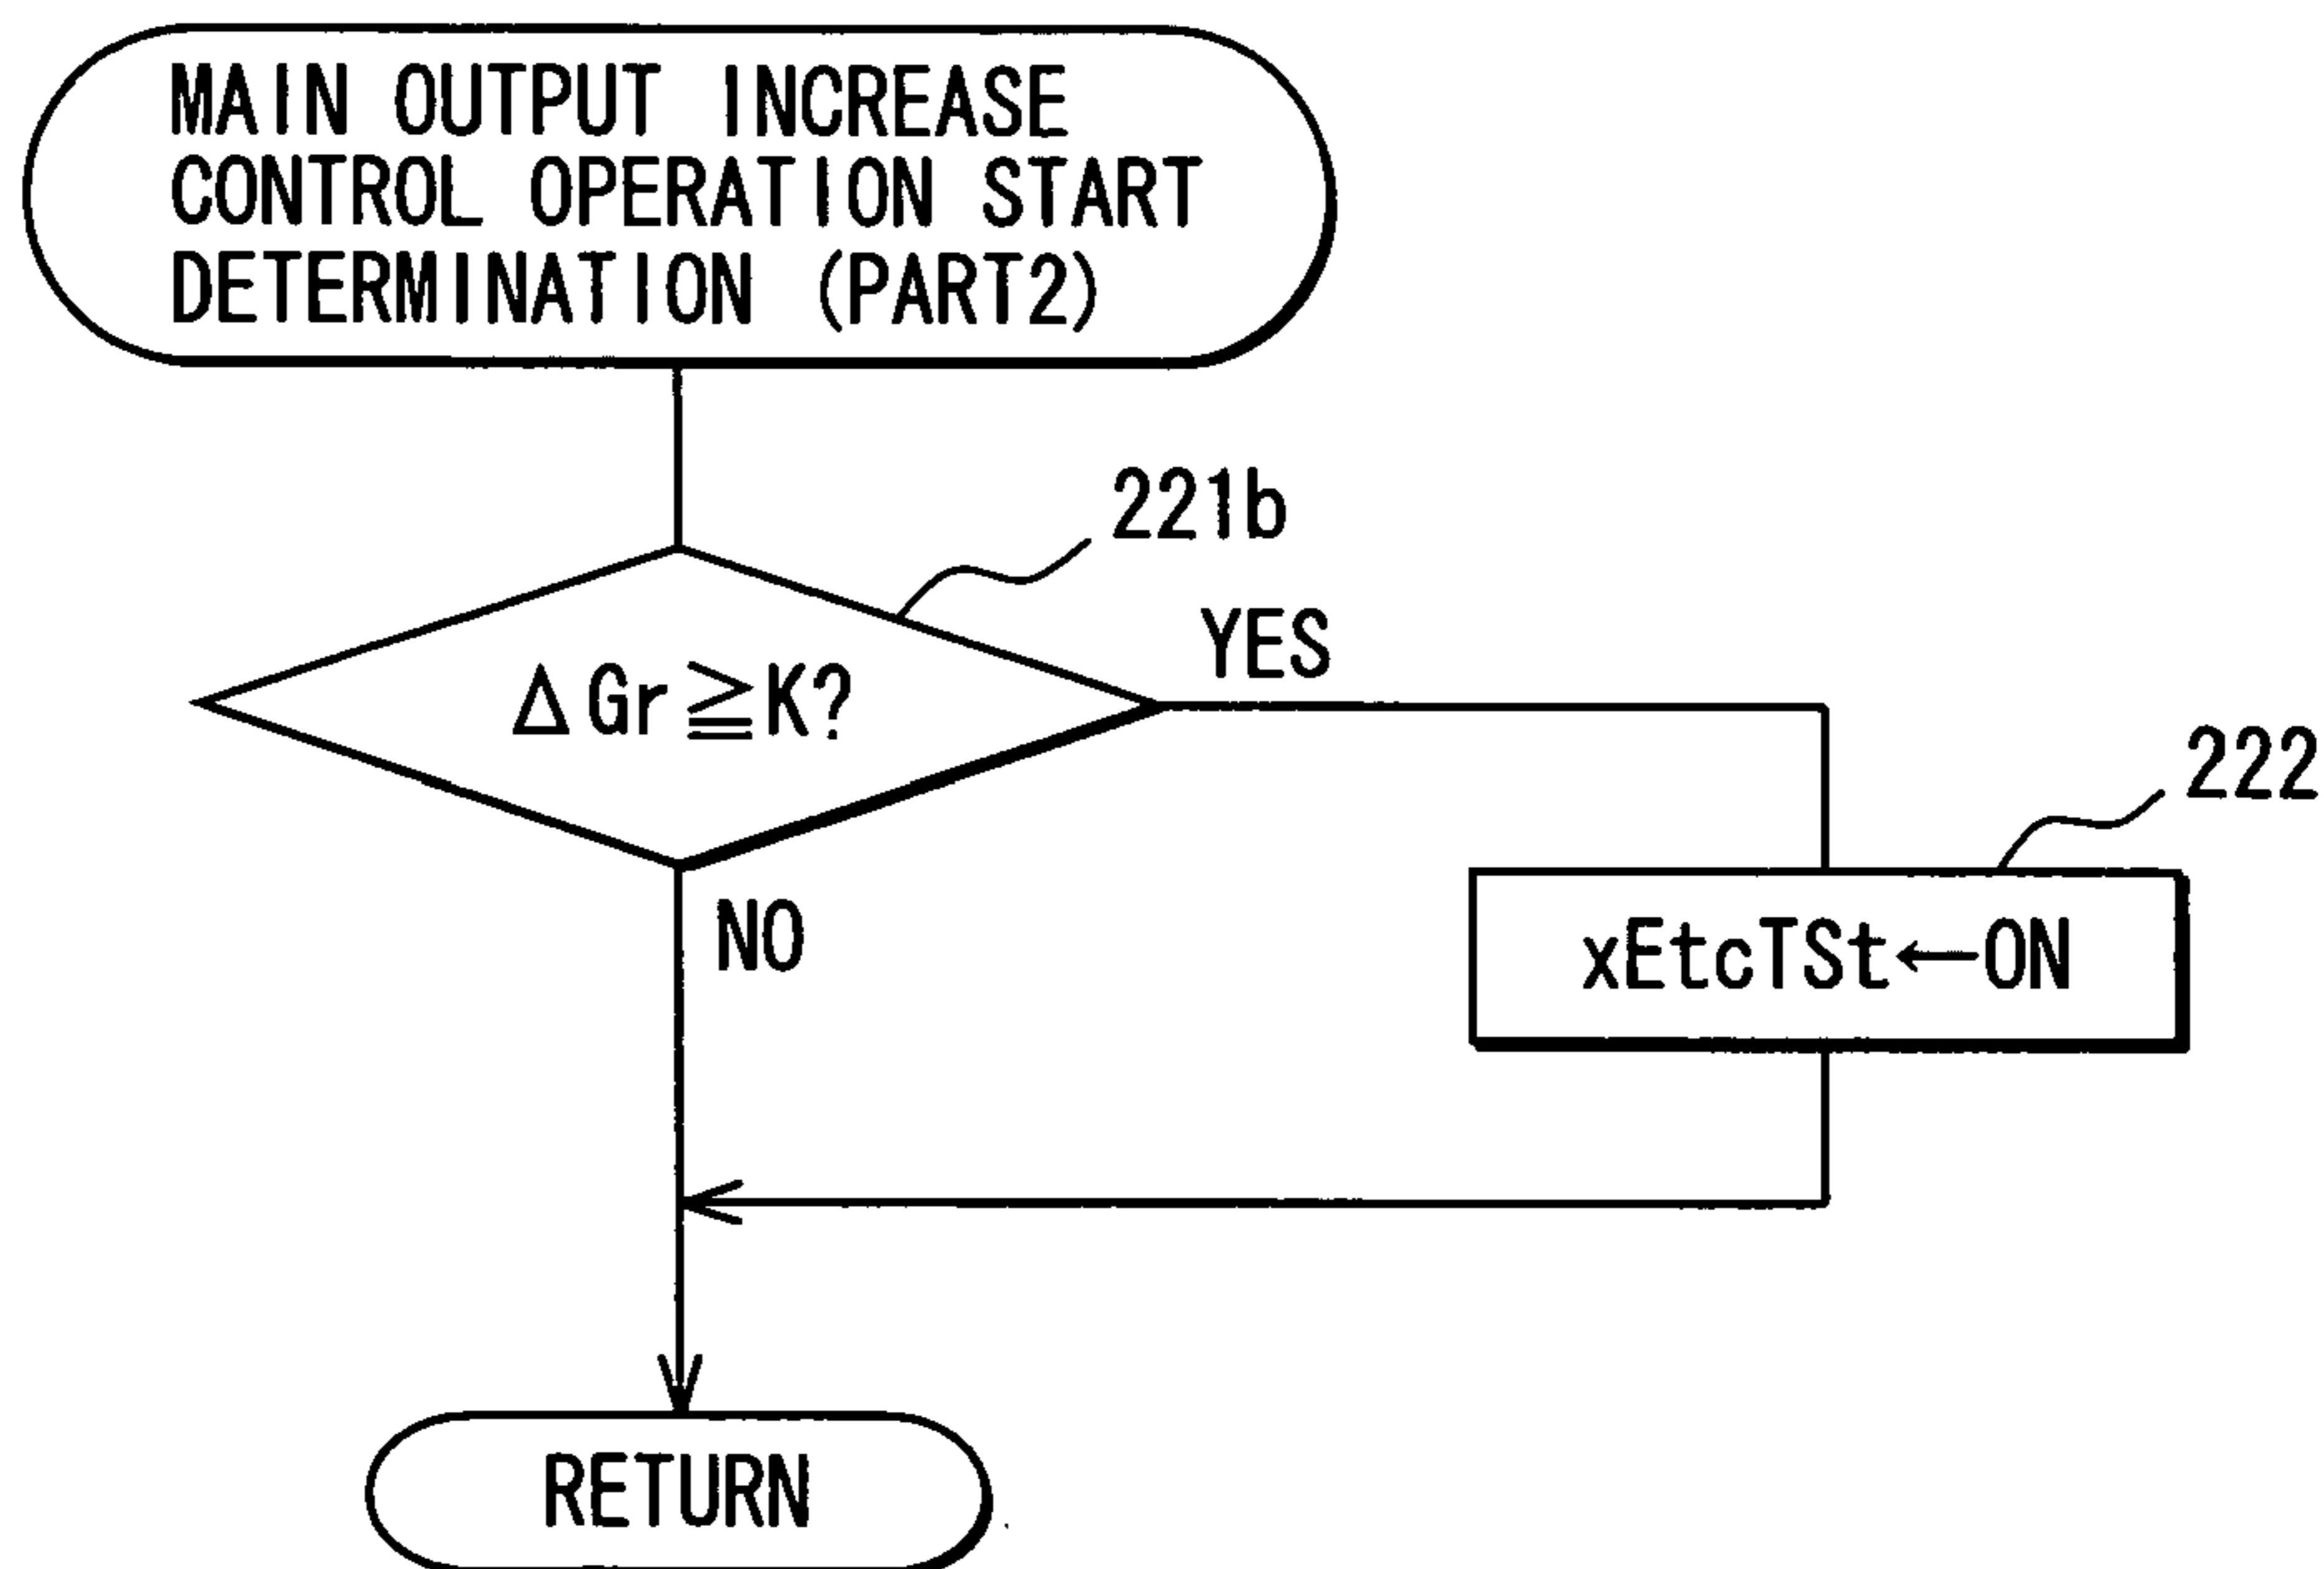 MAIN OUTPUT INCREASE
CONTROL OPERATION START
DETERMINATION (PART2)
221b
YES
ΔGr≧K?
222
NO
xEtcTSt←ON
RETURN